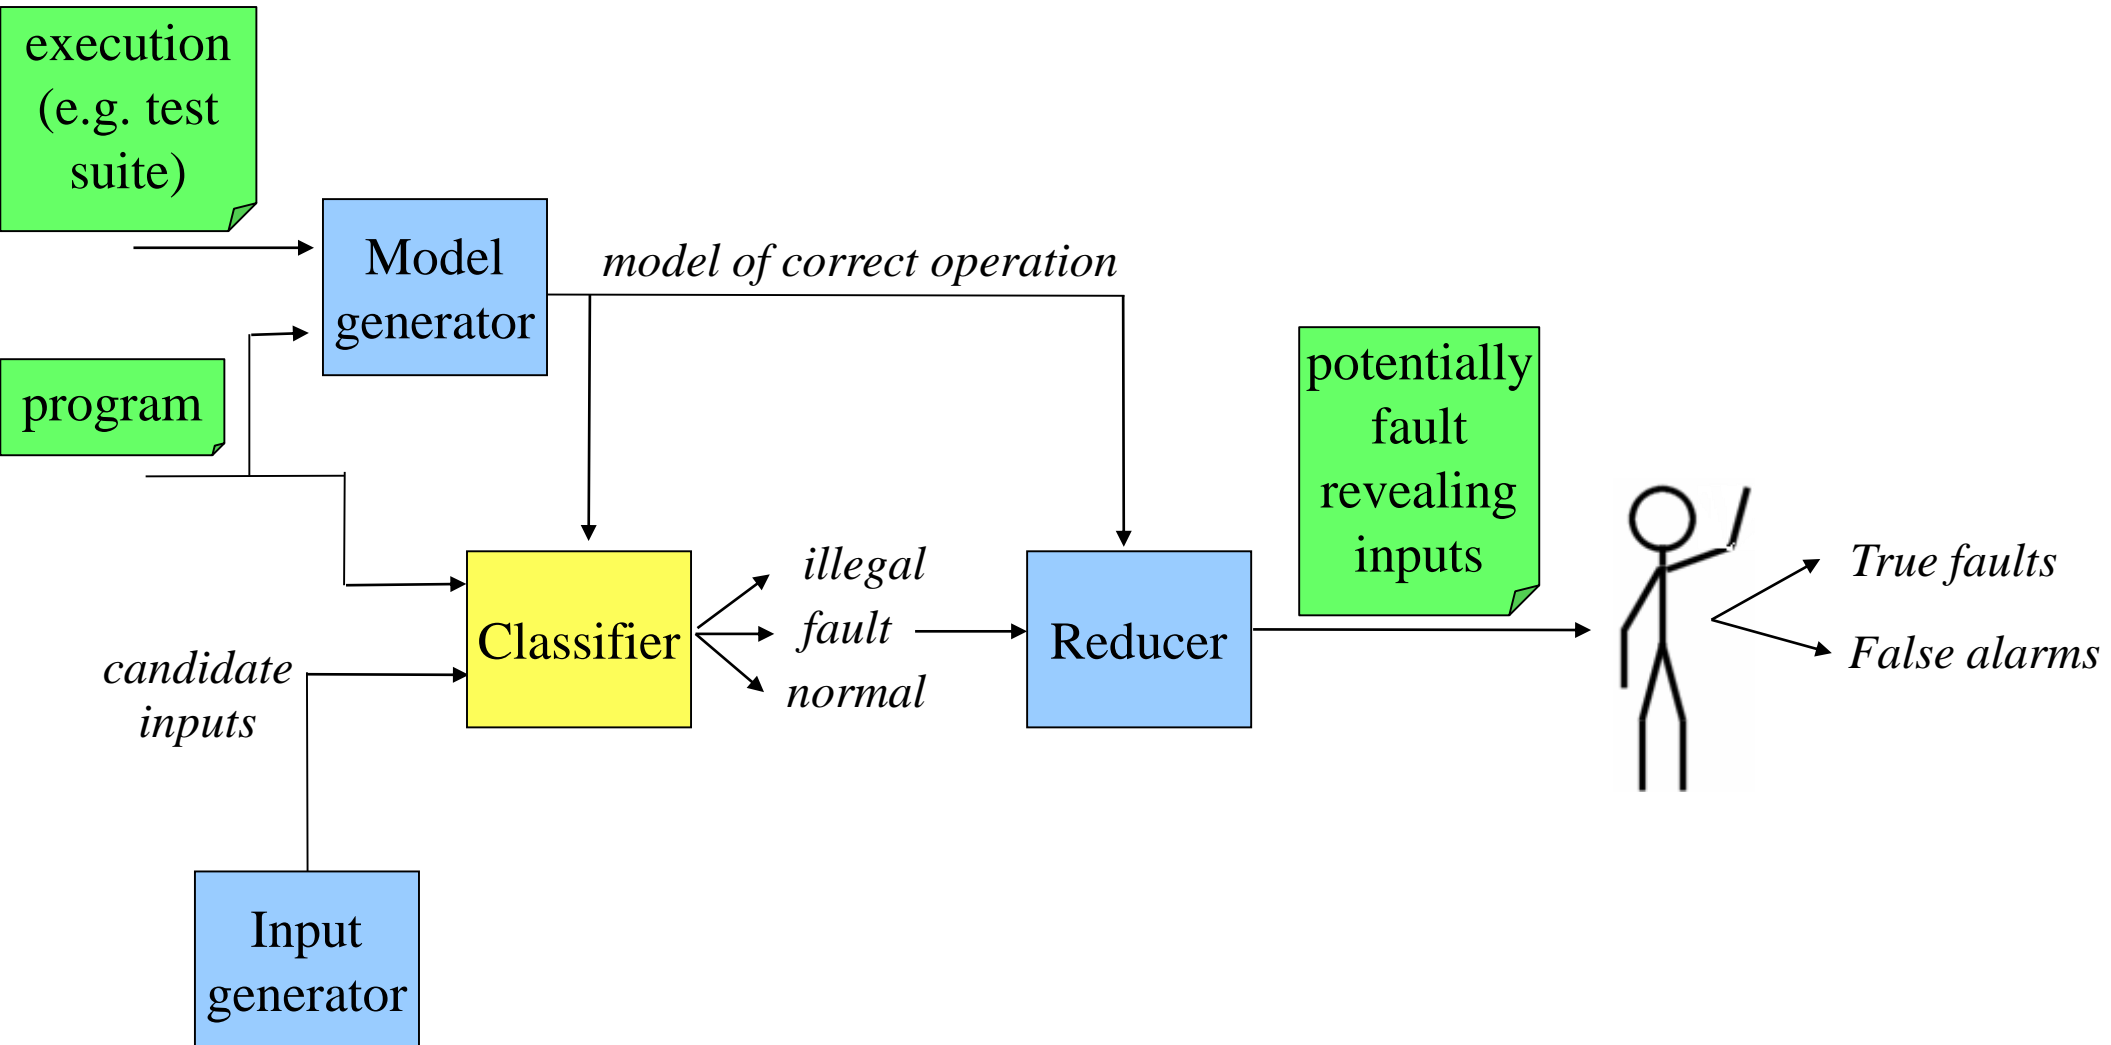 execution
(e.g. test
suite)
Model
generator
model of correct operation
program
potentially
fault
revealing
inputs
illegal
fault
normal
Classifier
Reducer
True faults
False alarms
candidate
inputs
Input
generator